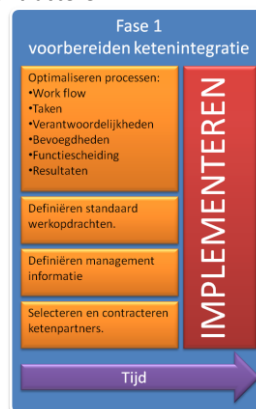 Fase 1
voorbereiden ketenintegratie
Optimaliseren processen:
•Work flow
•Taken
•Verantwoordelijkheden
•Bevoegdheden
•Functiescheiding
•Resultaten
Definiëren standaard
werkopdrachten.
Definiëren management
informatie
Selecteren en contracteren
ketenpartners.
IMPLEMENTEREN
Tijd